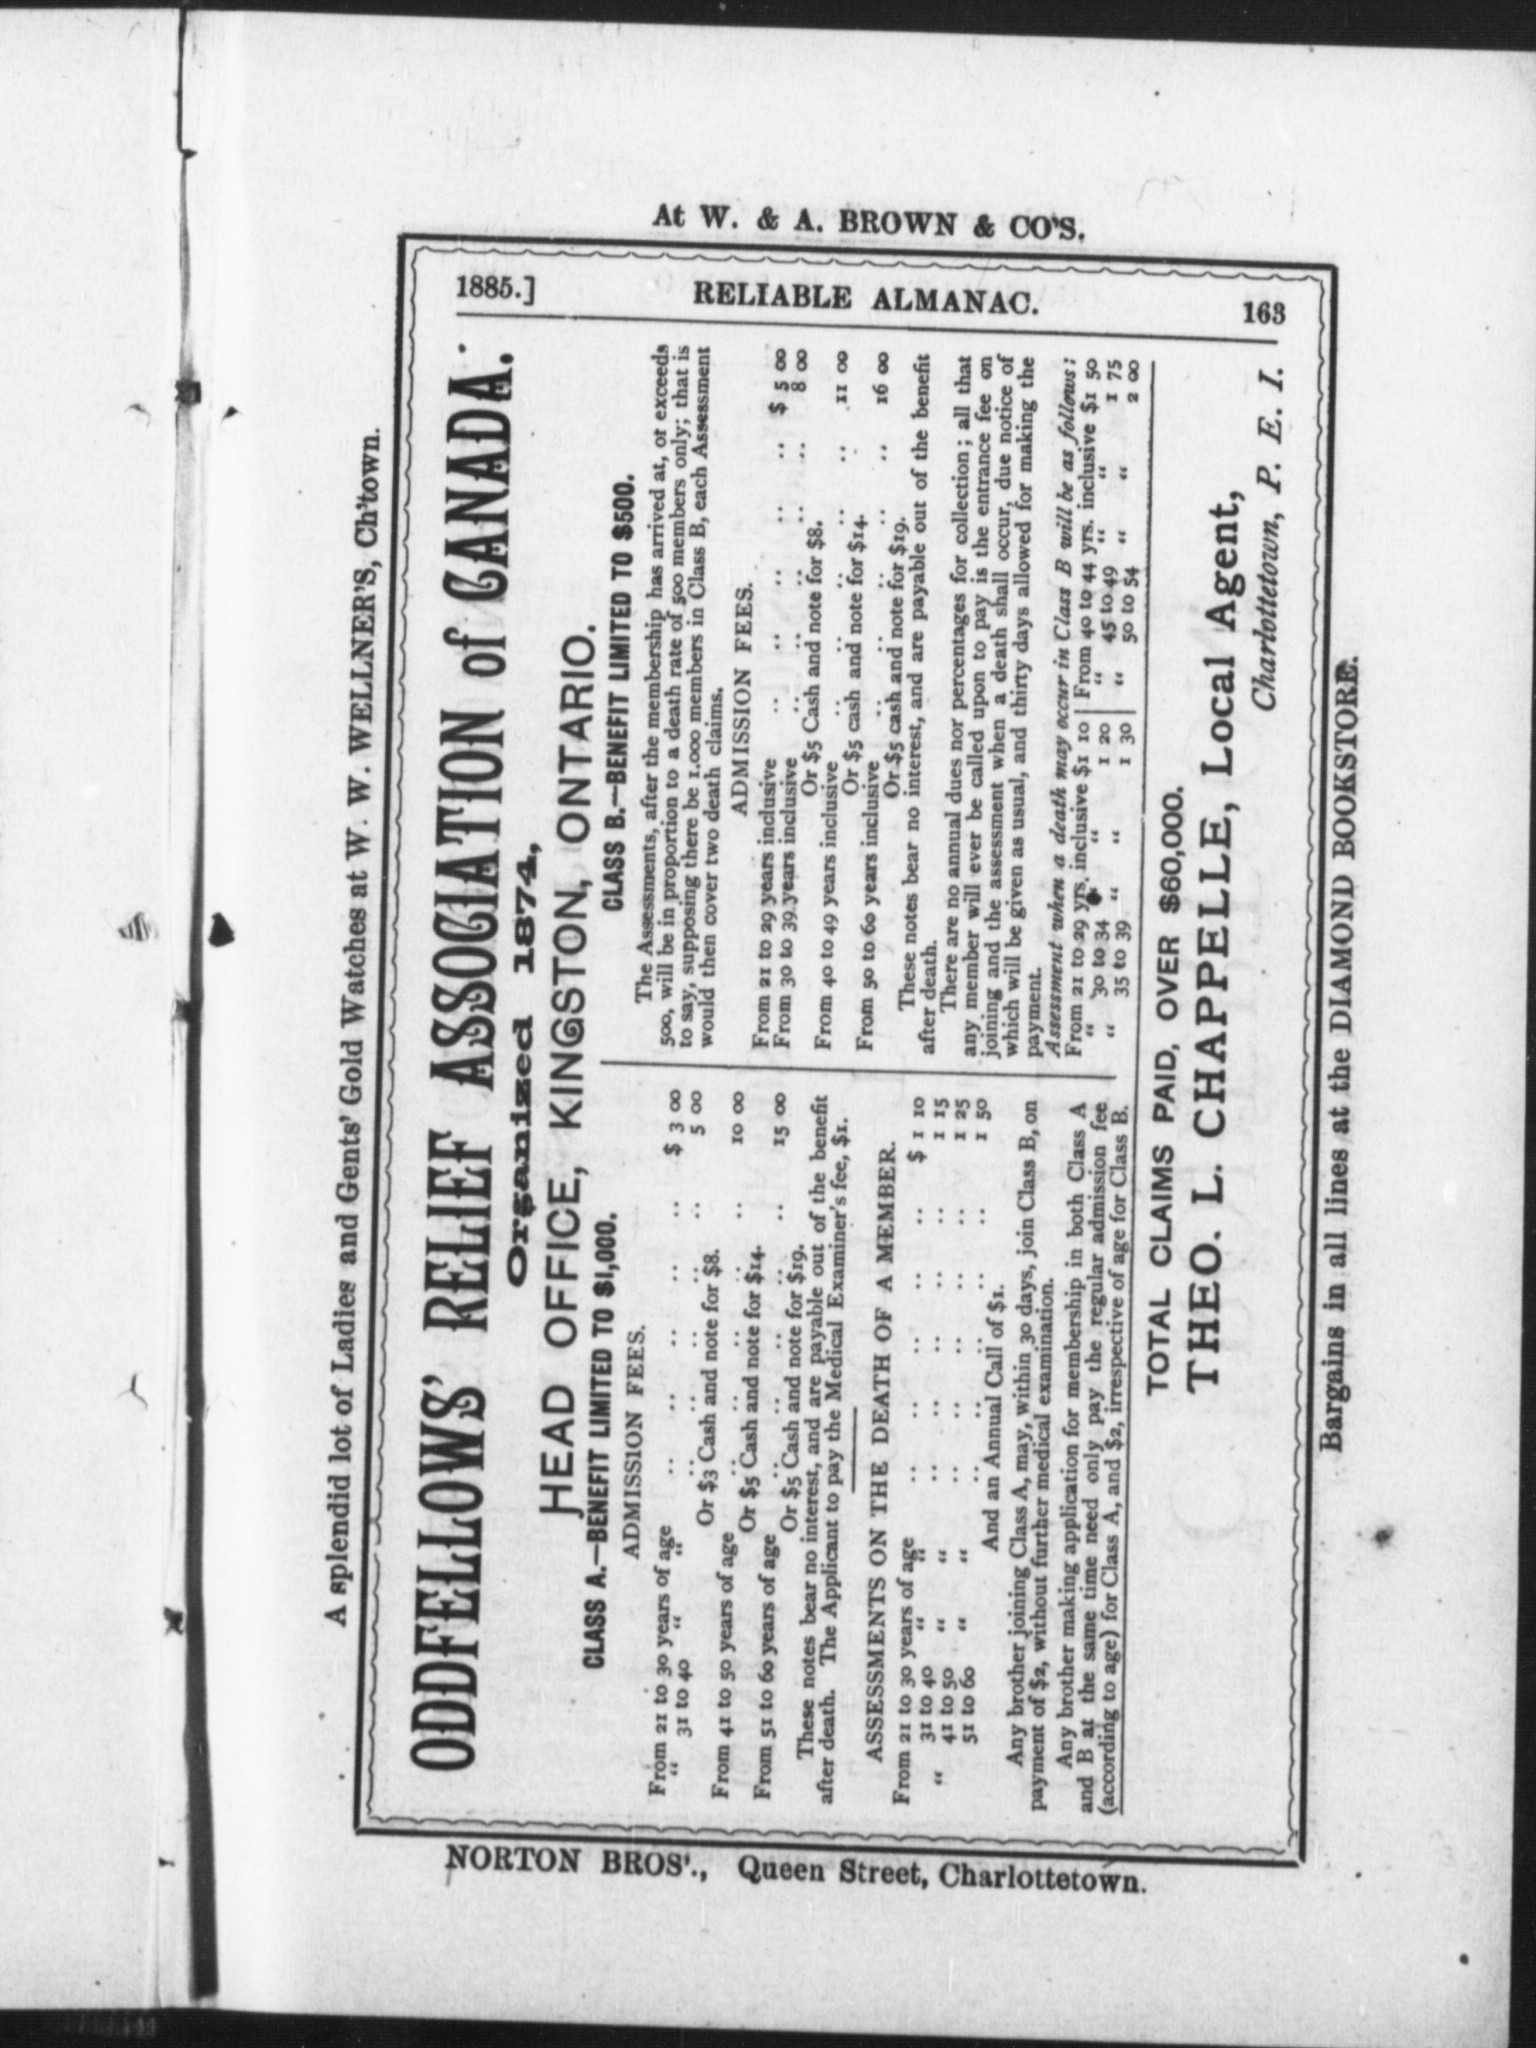 At W. & A. BROWN & CO'S.
1885.] RELIABLE ALMANAC. 163
A splendid lot of Ladies and Gents' Gold Watches at W. W. WELLNER'S, Ch'town.
ODDFELLOWS' RELIEF ASSOCIATION of CANADA.
Organized 1874,
HEAD OFFICE, KINGSTON, ONTARIO.
CLASS A.—BENEFIT LIMITED TO $1,000.
ADMISSION FEES.
From 21 to 30 years of age .. .. .. .. .. $ 3 00
" 31 to 40 " " .. .. .. .. 5 00
Or $3 Cash and note for $8.
From 41 to 50 years of age .. .. .. .. 10 00
Or $5 Cash and note for $14.
From 51 to 60 years of age .. .. .. .. 15 00
Or $5 Cash and note for $19.
These notes bear no interest, and are payable out of the benefit
after death. The Applicant to pay the Medical Examiner's fee, $1.
ASSESSMENTS ON THE DEATH OF A MEMBER.
From 21 to 30 years of age .. .. .. .. .. $ 1 10
31 to 40 " " .. .. .. .. .. 1 15
" 41 to 50 " " .. .. .. .. .. 1 25
51 to 60 " " .. .. .. .. 1 50
And an Annual Call of $1.
Any brother joining Class A, may, within 30 days, join Class B, on
payment of $2, without further medical examination.
Any brother making application for membership in both Class A
and B at the same time need only pay the regular admission fee
(according to age) for Class A, and $2, irrespective of age for Class B.
CLASS B.—BENEFIT LIMITED TO $500.
The Assessments, after the membership has arrived at, or exceeds
500, will be in proportion to a death rate of 500 members only; that is
to say, supposing there be 1,000 members in Class B, each Assessment
would then cover two death claims.
ADMISSION FEES.
From 21 to 29 years inclusive .. .. .. .. .. $ 5 00
From 30 to 39 years inclusive .. .. .. .. .. 8 00
Or $5 Cash and note for $8.
From 40 to 49 years inclusive .. .. .. .. .. 11 00
Or $5 cash and note for $14.
From 50 to 60 years inclusive .. .. .. .. .. 16 00
Or $5 cash and note for $19.
These notes bear no interest, and are payable out of the benefit
after death.
There are no annual dues nor percentages for collection; all that
any member will ever be called upon to pay is the entrance fee on
joining and the assessment when a death shall occur, due notice of
which will be given as usual, and thirty days allowed for making the
payment.
Assessment when a death may occur in Class B will be as follows:
From 21 to 29 yrs. inclusive $1 10 | From 40 to 44 yrs. inclusive $1 50
" 30 to 34 " 1 20 | " 45 to 49 " " 1 75
" 35 to 39 " " 1 30 | " 50 to 54 " " 2 00
TOTAL CLAIMS PAID, OVER $60,000.
THEO. L. CHAPPELLE, Local Agent,
Charlottetown, P. E. I.
Bargains in all lines at the DIAMOND BOOKSTORE.
NORTON BROS'., Queen Street, Charlottetown.